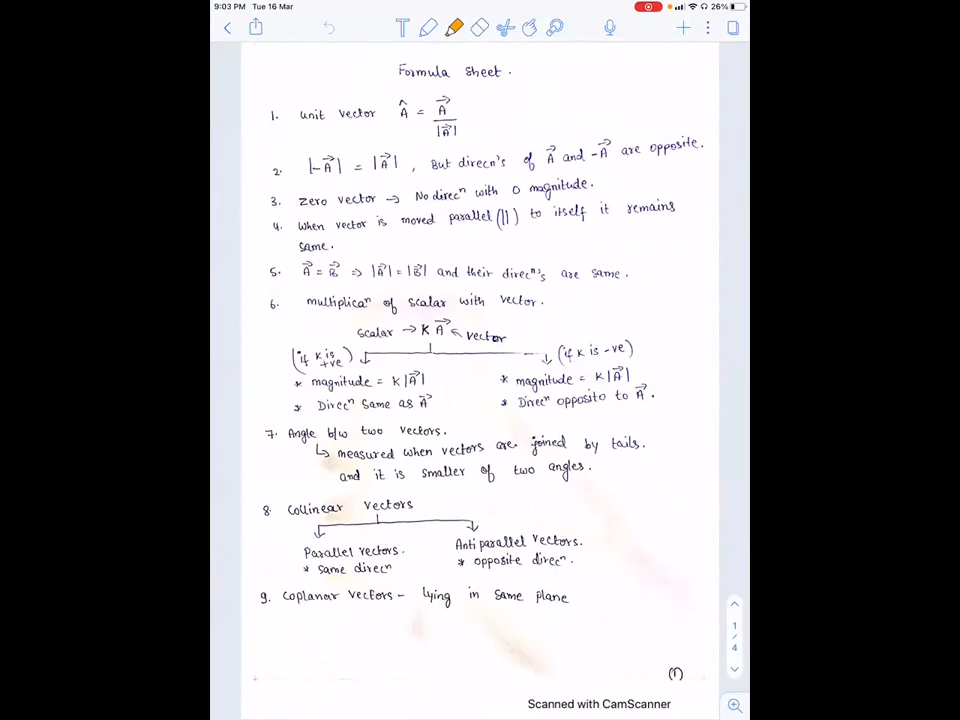 9:03 PM Tue 16 Mar 26%
Formula sheet.
1. unit vector Â = A⃗ / |A⃗|
2. |-A⃗| = |A⃗| , But direcn's of A⃗ and -A⃗ are opposite.
3. zero vector → No direcⁿ with 0 magnitude.
4. when vector is moved parallel (||) to itself it remains
same.
5. A⃗ = B⃗ ⇒ |A⃗| = |B⃗| and their direcⁿ's are same.
6. multiplicaⁿ of scalar with vector.
scalar → K A⃗ ← vector
(if K is +ve) (if K is -ve)
* magnitude = K|A⃗| * magnitude = K|A⃗|
* Direcⁿ same as A⃗ * Direcⁿ opposito to A⃗.
7. Angle b/w two vectors.
↳ measured when vectors are joined by tails.
and it is smaller of two angles.
8. Collinear vectors
Parallel vectors. Anti parallel vectors.
* same direcⁿ * opposite direcⁿ.
9. Coplanar vectors - lying in same plane
(1)
Scanned with CamScanner
1
/
4
T